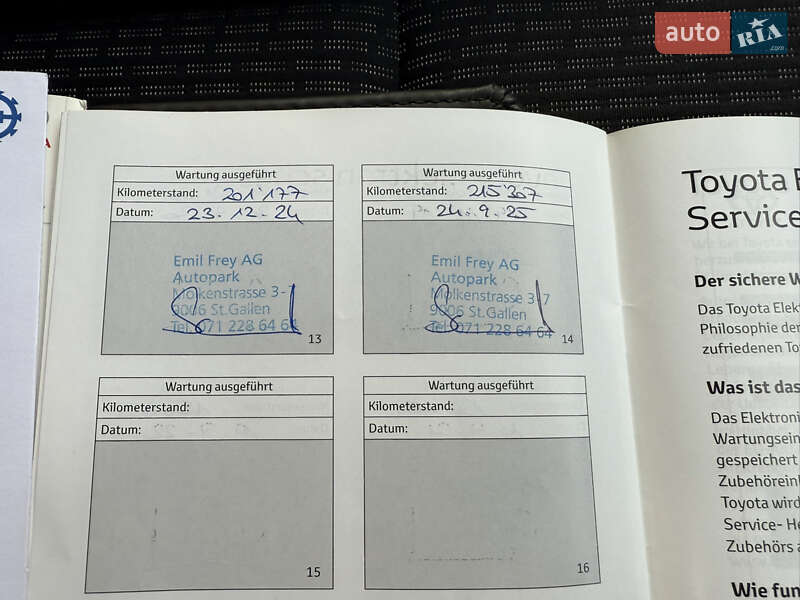 auto RIA .com
Wartung ausgeführt
Kilometerstand: 201'177
Datum: 23.12.24
Emil Frey AG
Autopark
Molkenstrasse 3-7
9006 St.Gallen
Tel. 071 228 64 64
13
Wartung ausgeführt
Kilometerstand: 215'307
Datum: 24.9.25
Emil Frey AG
Autopark
Molkenstrasse 3-7
9006 St.Gallen
Tel. 071 228 64 64
14
Wartung ausgeführt
Kilometerstand:
Datum:
15
Wartung ausgeführt
Kilometerstand:
Datum:
16
Toyota E
Service
Der sichere W
Das Toyota Elekt
Philosophie der
zufriedenen To
Was ist das
Das Elektroni
Wartungsein
gespeichert
Zubehöreinl
Toyota wird
Service- He
Zubehörs a
Wie fun